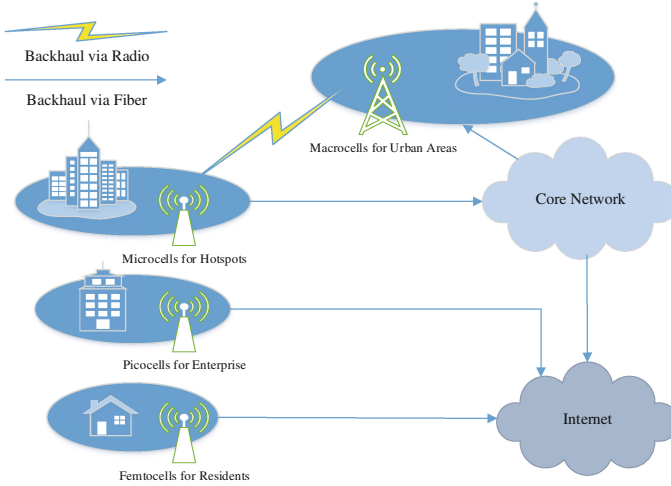 Backhaul via Radio
Backhaul via Fiber
Macrocells for Urban Areas
Core Network
Microcells for Hotspots
Picocells for Enterprise
Internet
Femtocells for Residents